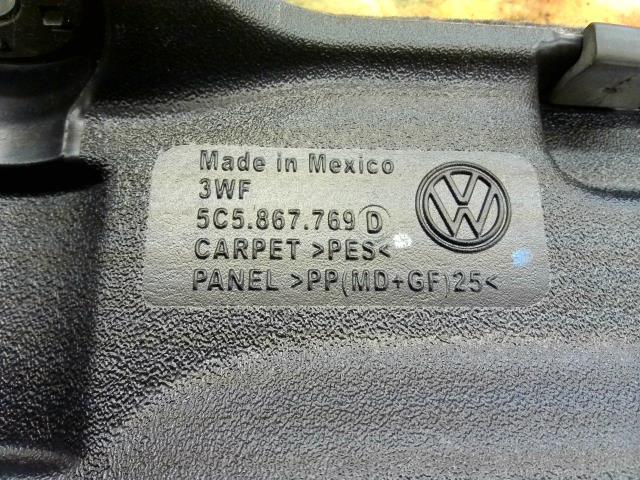 Made in Mexico
3WF
5C5.867.769 D
CARPET >PES<
PANEL >PP(MD+GF)25<